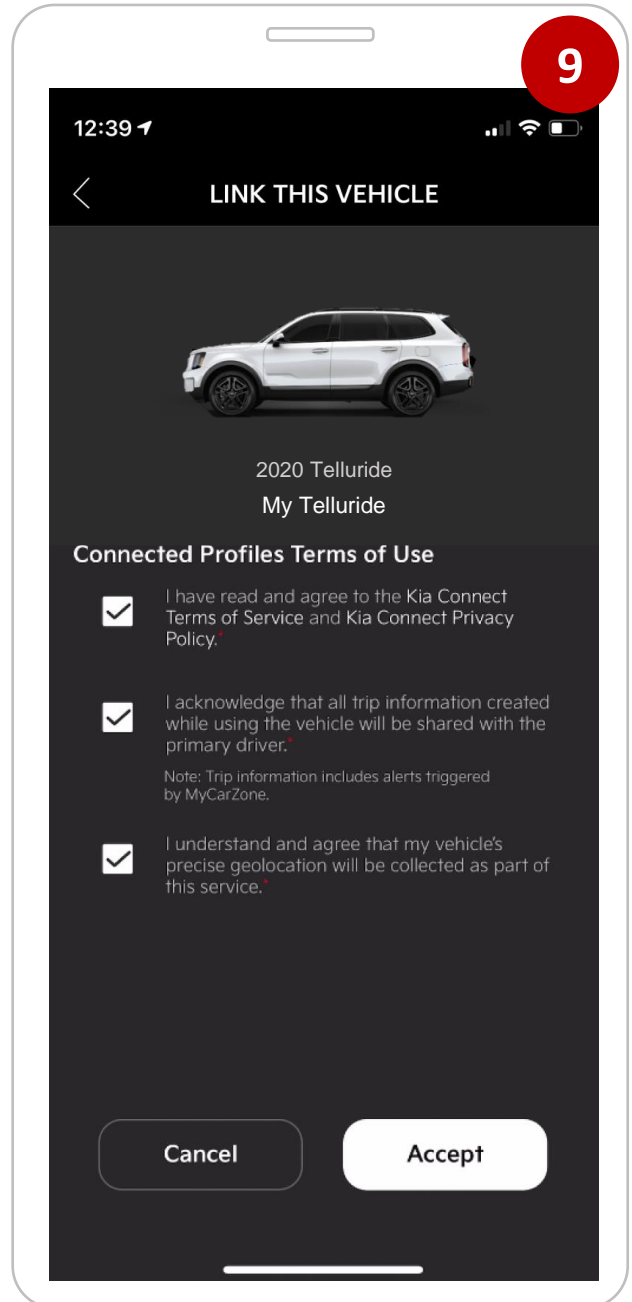 9
12:39
LINK THIS VEHICLE
2020 Telluride
My Telluride
Connected Profiles Terms of Use
I have read and agree to the Kia Connect
Terms of Service and Kia Connect Privacy
Policy.*
I acknowledge that all trip information created
while using the vehicle will be shared with the
primary driver.*
Note: Trip information includes alerts triggered
by MyCarZone.
I understand and agree that my vehicle's
precise geolocation will be collected as part of
this service.*
Cancel
Accept